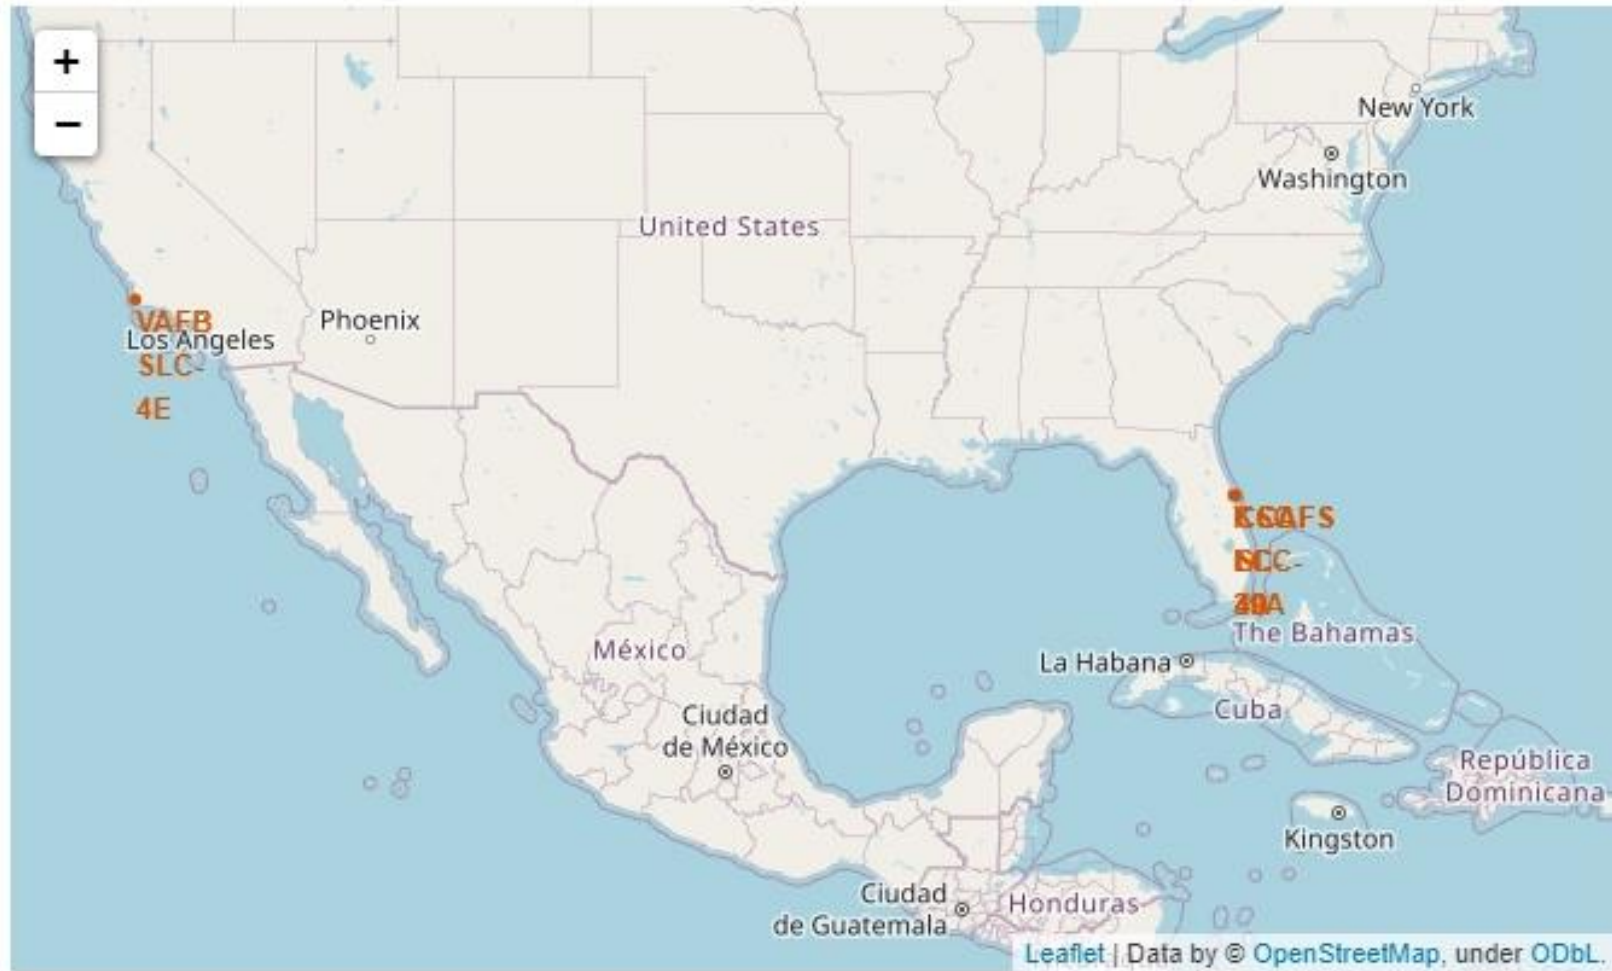 +
−
New York
Washington
United States
VAFB
Los Angeles
SLC-
4E
Phoenix
The Bahamas
La Habana
Cuba
México
Ciudad
de México
República
Dominicana
Kingston
Ciudad
de Guatemala
Honduras
Leaflet | Data by © OpenStreetMap, under ODbL.